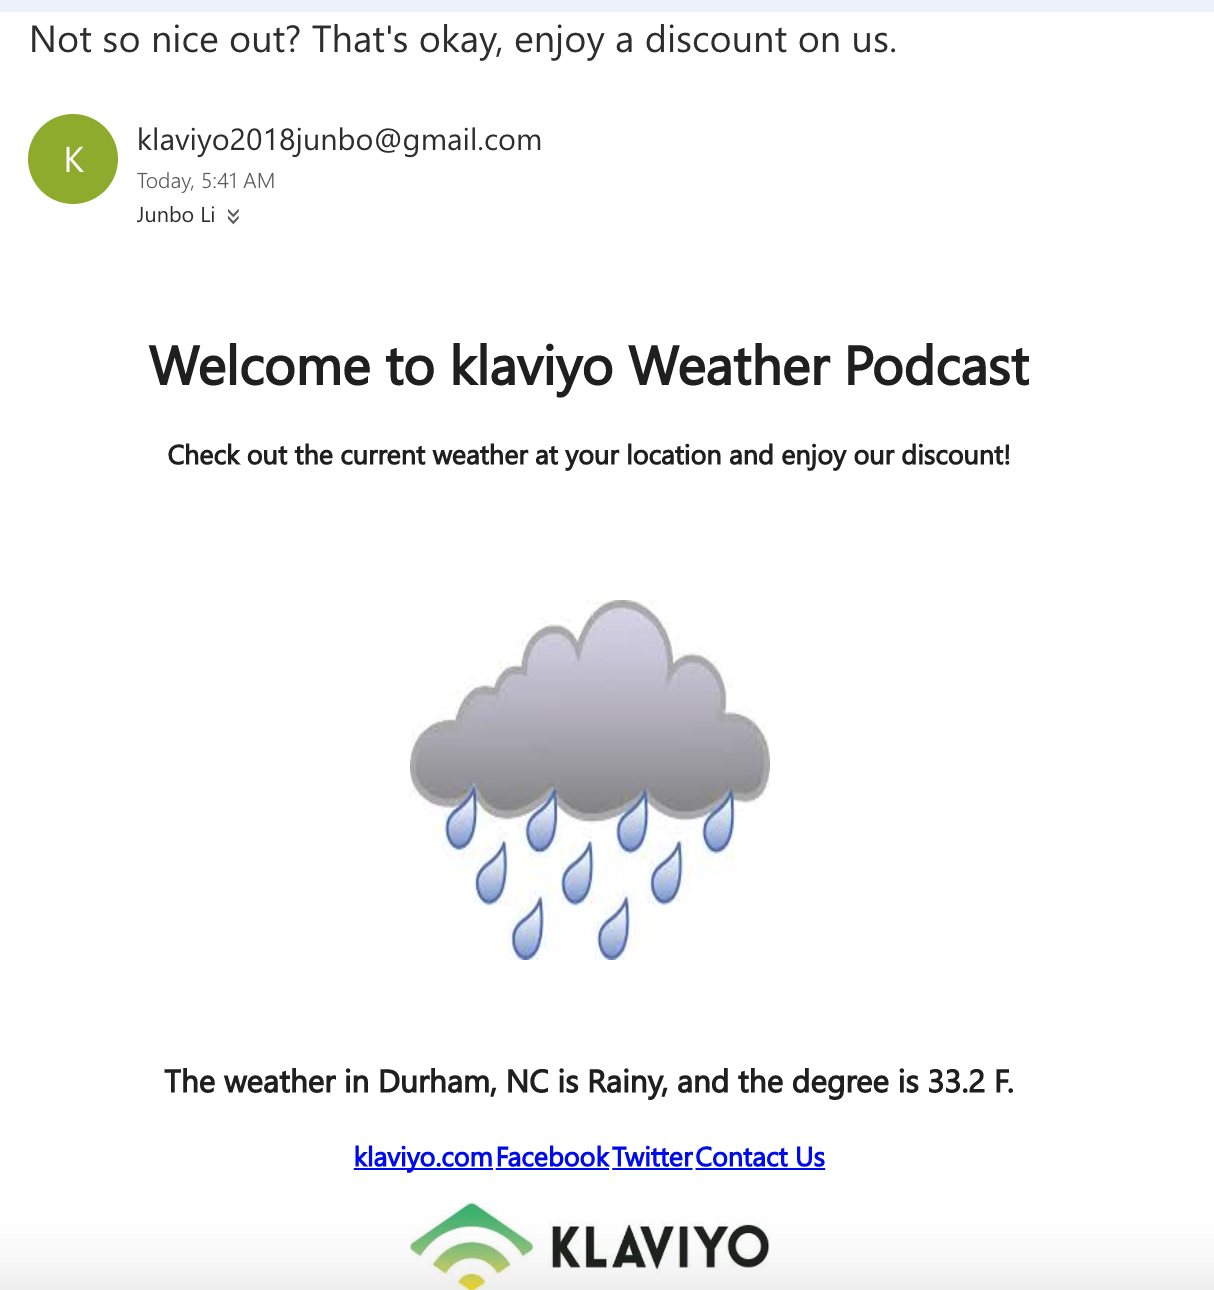 Not so nice out? That's okay, enjoy a discount on us.
K
klaviyo2018junbo@gmail.com
Today, 5:41 AM
Junbo Li
Welcome to klaviyo Weather Podcast
Check out the current weather at your location and enjoy our discount!
The weather in Durham, NC is Rainy, and the degree is 33.2 F.
klaviyo.com Facebook Twitter Contact Us
KLAVIYO